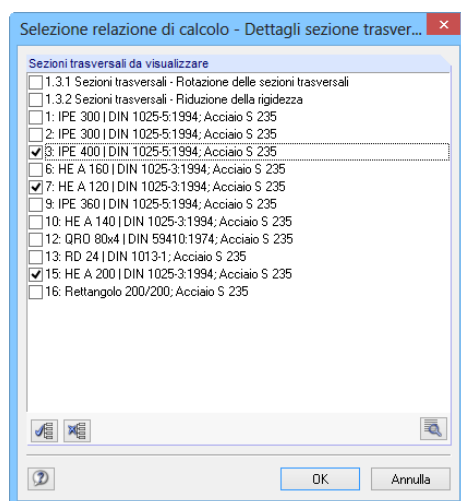 Selezione relazione di calcolo - Dettagli sezione trasver...
Sezioni trasversali da visualizzare
1.3.1 Sezioni trasversali - Rotazione delle sezioni trasversali
1.3.2 Sezioni trasversali - Riduzione della rigidezza
1: IPE 300 | DIN 1025-5:1994; Acciaio S 235
2: IPE 300 | DIN 1025-5:1994; Acciaio S 235
3: IPE 400 | DIN 1025-5:1994; Acciaio S 235
6: HE A 160 | DIN 1025-3:1994; Acciaio S 235
7: HE A 120 | DIN 1025-3:1994; Acciaio S 235
9: IPE 360 | DIN 1025-5:1994; Acciaio S 235
10: HE A 140 | DIN 1025-3:1994; Acciaio S 235
12: QRO 80x4 | DIN 59410:1974; Acciaio S 235
13: RD 24 | DIN 1013-1; Acciaio S 235
15: HE A 200 | DIN 1025-3:1994; Acciaio S 235
16: Rettangolo 200/200; Acciaio S 235
OK Annulla